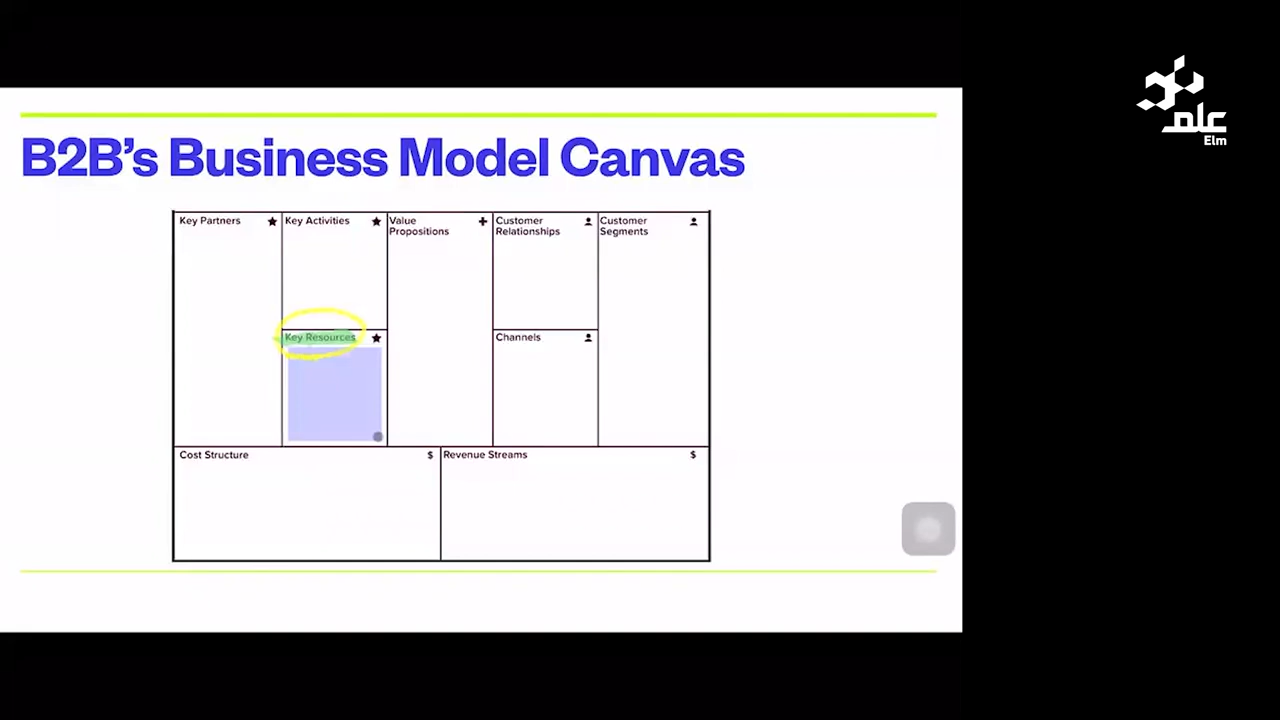 علم
Elm
B2B's Business Model Canvas
Key Partners
Key Activities
Value
Propositions
Customer
Relationships
Customer
Segments
Key Resources
Channels
Cost Structure
$
Revenue Streams
$